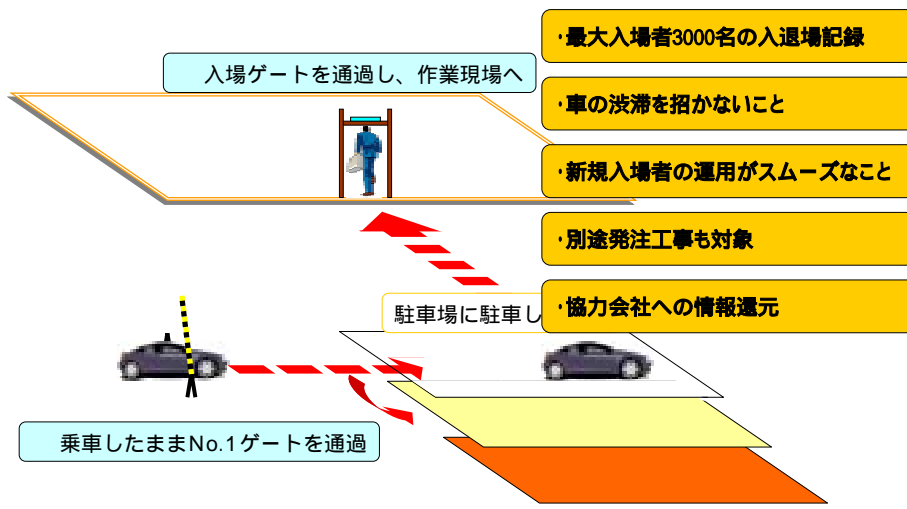 ・最大入場者3000名の入退場記録
入場ゲートを通過し、作業現場へ
・車の渋滞を招かないこと
・新規入場者の運用がスムーズなこと
・別途発注工事も対象
駐車場に駐車し
・協力会社への情報還元
乗車したままNo.1ゲートを通過